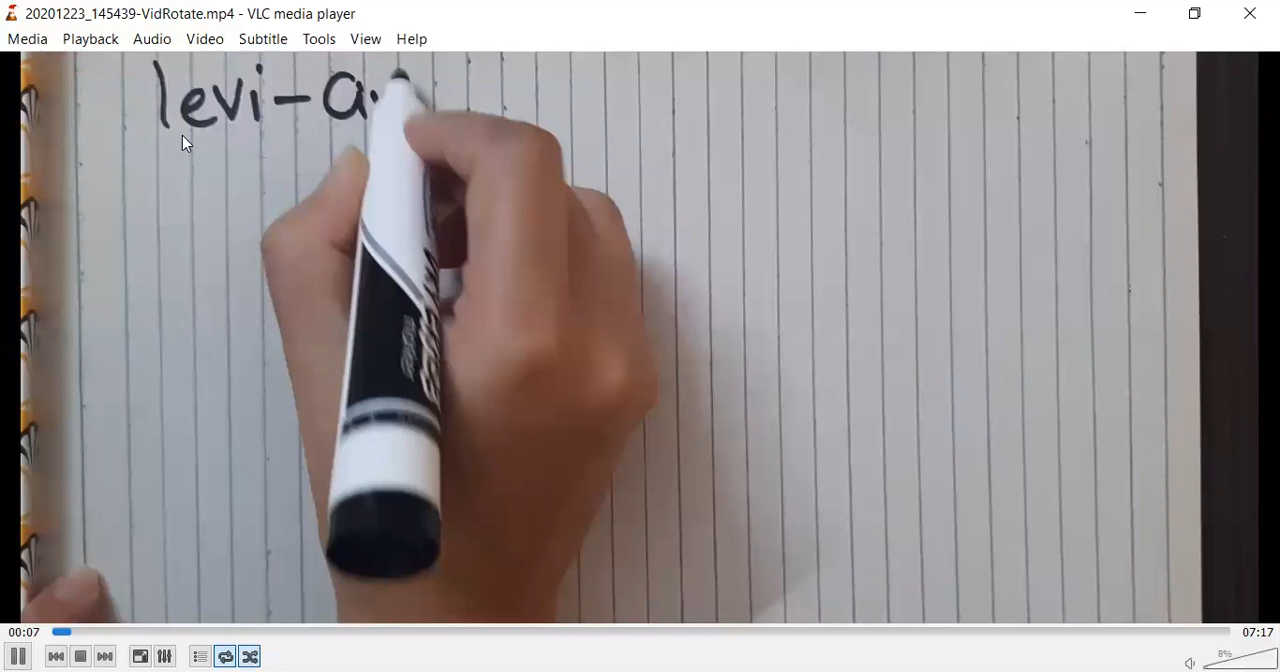 20201223_145439-VidRotate.mp4 - VLC media player
Media Playback Audio Video Subtitle Tools View Help
levi-a
00:07
07:17
8%